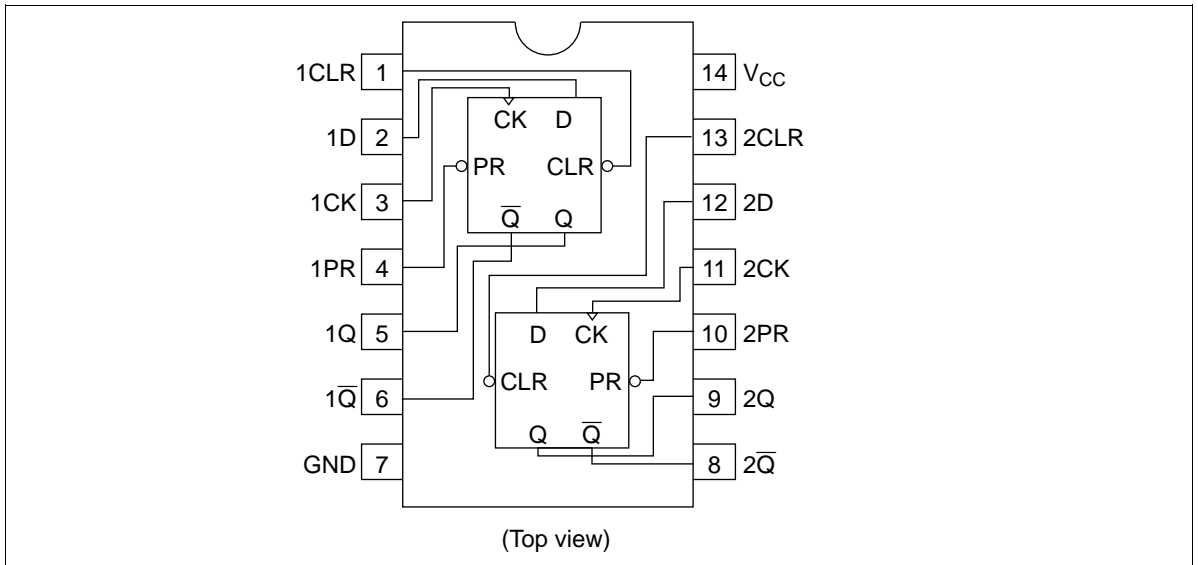 1CLR 1
14 V_CC
CK D
1D 2
13 2CLR
PR CLR
1CK 3
12 2D
Q̅ Q
1PR 4
11 2CK
1Q 5
D CK
10 2PR
1Q̅ 6
CLR PR
9 2Q
Q Q̅
GND 7
8 2Q̅
(Top view)